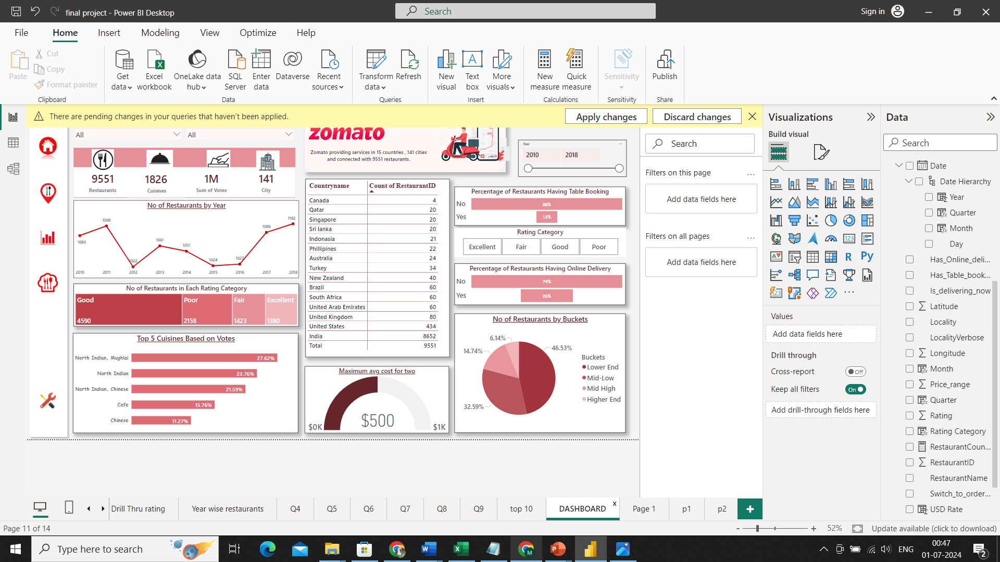 final project - Power BI Desktop
Search
Sign in
File Home Insert Modeling View Optimize Help
Paste
Cut
Copy
Format painter
Clipboard
Get data
Excel workbook
OneLake data hub
SQL Server
Enter data
Dataverse
Recent sources
Data
Transform data
Refresh
Queries
New visual
Text box
More visuals
Insert
New measure
Quick measure
Calculations
Sensitivity
Sensitivity
Publish
Share
There are pending changes in your queries that haven't been applied.
Apply changes
Discard changes
All
All
9551
Restaurants
1826
Cuisines
1M
Sum of Votes
141
City
zomato
Zomato providing services in 15 countries , 141 cities
and connected with 9551 restaurants.
Year
2010 2018
No of Restaurants by Year
1080 1098 1022 1061 1051 1024 1027 1086 1102
2010 2011 2012 2013 2014 2015 2016 2017 2018
No of Restaurants in Each Rating Category
Good Poor Fair Excellent
4590 2158 1423 1380
Top 5 Cuisines Based on Votes
North Indian, Mughlai 27.62%
North Indian 23.76%
North Indian, Chinese 21.59%
Cafe 15.76%
Chinese 11.27%
Countryname Count of RestaurantID
Canada 4
Qatar 20
Singapore 20
Sri lanka 20
Indonasia 21
Phillipines 22
Australia 24
Turkey 34
New Zealand 40
Brazil 60
South Africa 60
United Arab Emirates 60
United Kingdom 80
United States 434
India 8652
Total 9551
Maximum avg cost for two
$500
$0K $1K
Percentage of Restaurants Having Table Booking
No 88%
Yes 12%
Rating Category
Excellent Fair Good Poor
Percentage of Restaurants Having Online Delivery
No 74%
Yes 26%
No of Restaurants by Buckets
6.14%
14.74%
46.53%
32.59%
Buckets
Lower End
Mid-Low
Mid High
Higher End
Search
Filters on this page ...
Add data fields here
Filters on all pages ...
Add data fields here
Visualizations
Build visual
123
R Py
123
...
Values
Add data fields here
Drill through
Cross-report Off
Keep all filters On
Add drill-through fields here
Data
Search
Date
Date Hierarchy
Year
Quarter
Month
Day
Has_Online_deli...
Has_Table_book...
Is_delivering_now
Latitude
Locality
LocalityVerbose
Longitude
Month
Price_range
Quarter
Rating
Rating Category
RestaurantCoun...
RestaurantID
RestaurantName
Switch_to_order...
USD Rate
Drill Thru rating Year wise restaurants Q4 Q5 Q6 Q7 Q8 Q9 top 10 DASHBOARD x Page 1 p1 p2 +
Page 11 of 14
- + 52% Update available (click to download)
Type here to search
ENG
00:47
01-07-2024
2